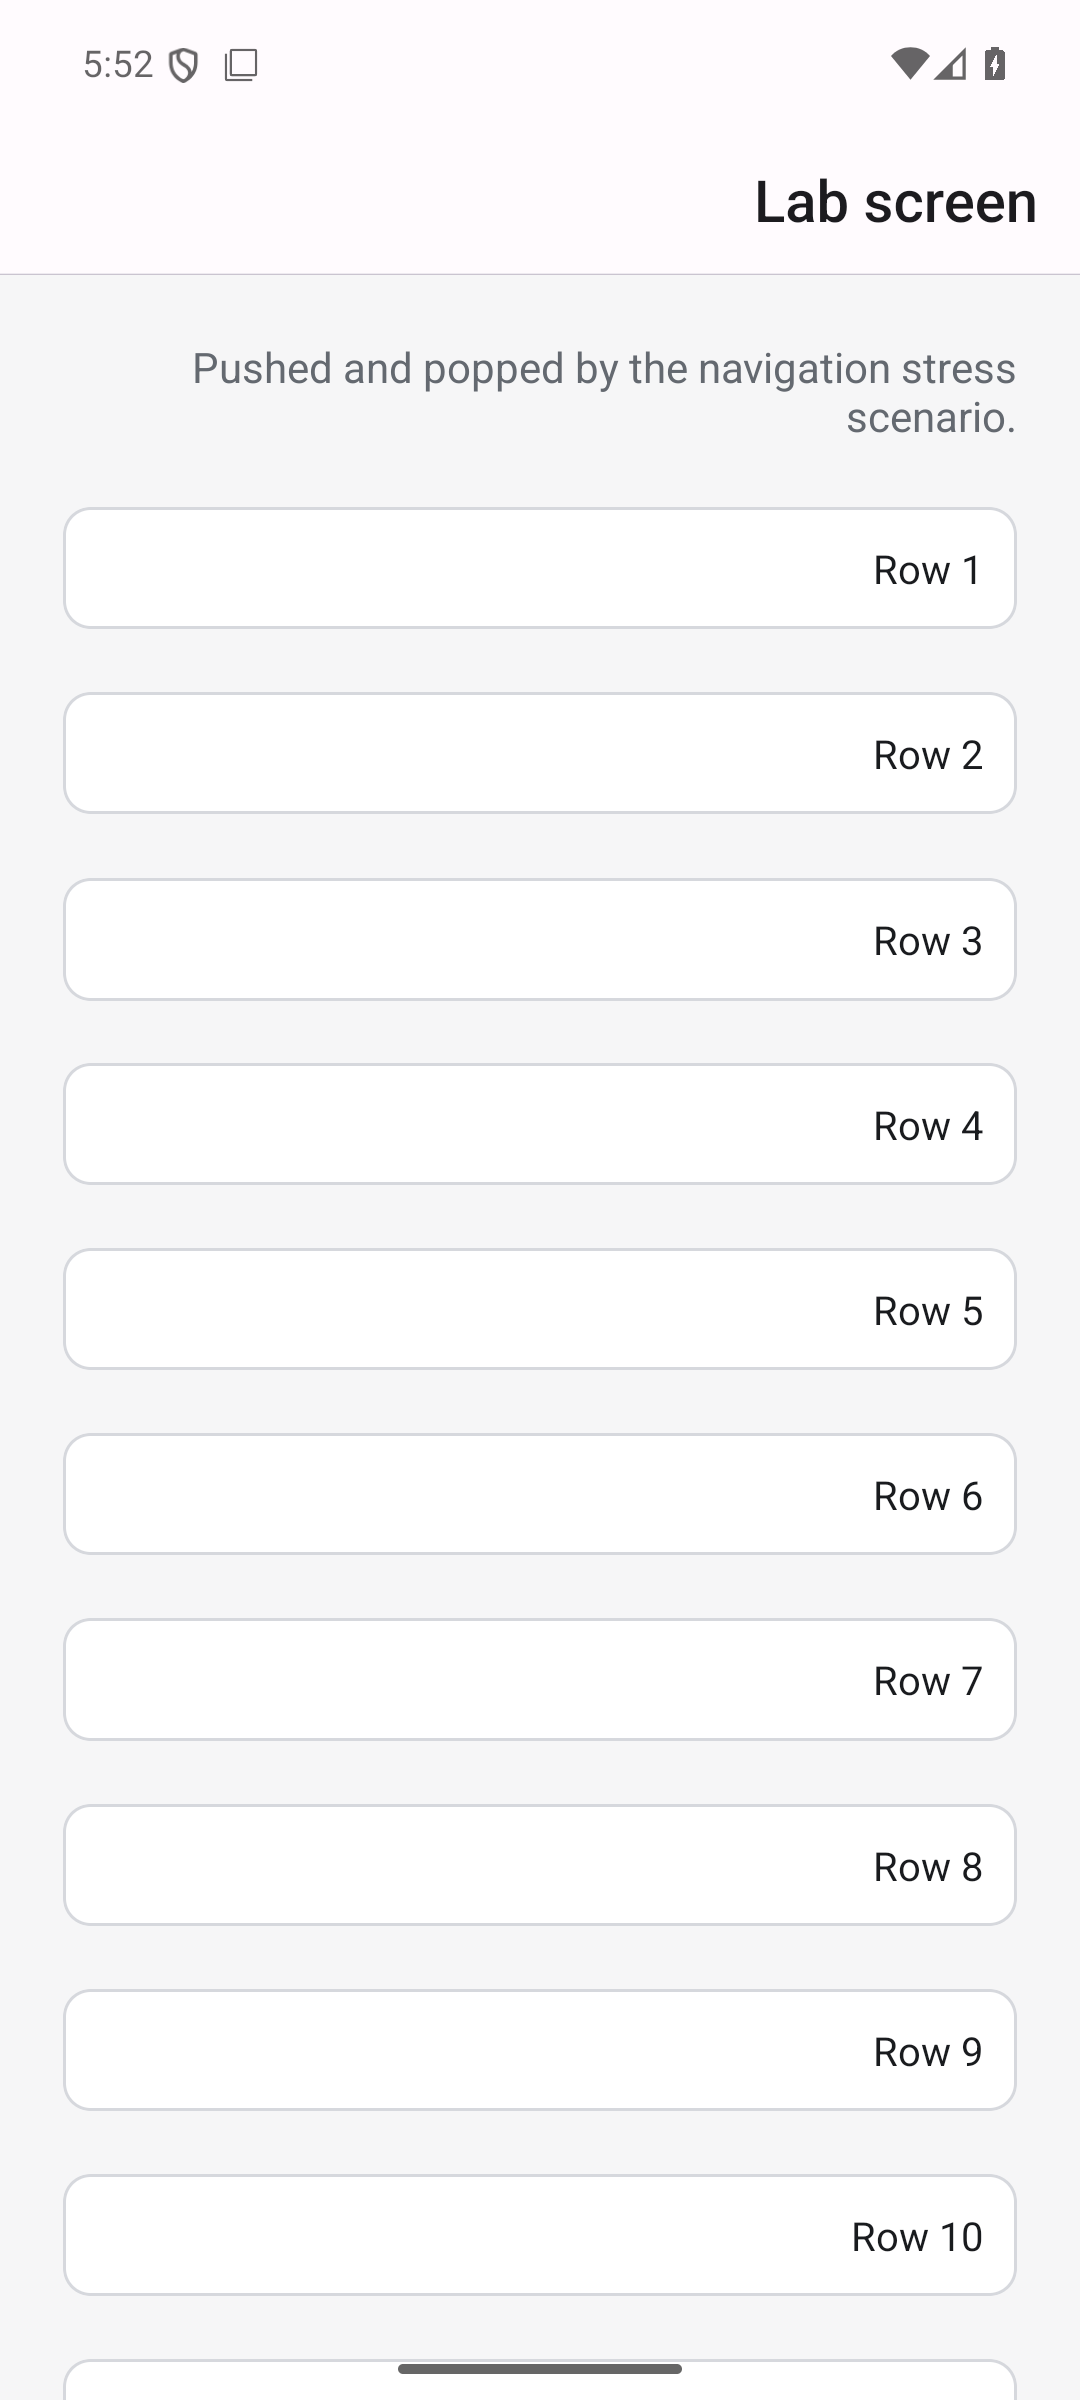 5:52
Lab screen
Pushed and popped by the navigation stress
scenario.
Row 1
Row 2
Row 3
Row 4
Row 5
Row 6
Row 7
Row 8
Row 9
Row 10